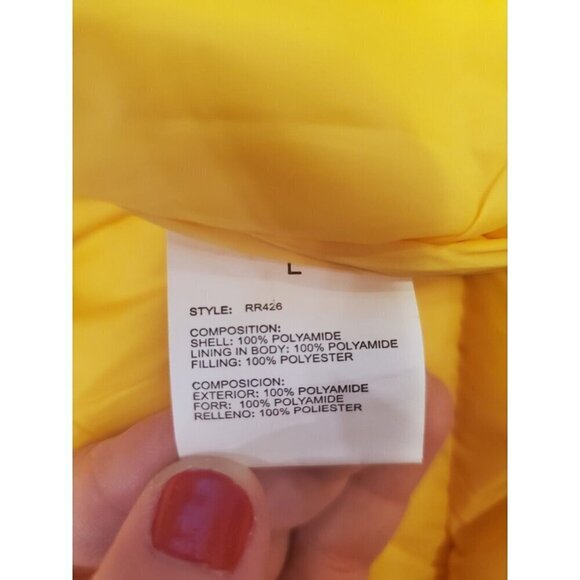 L
STYLE: RR426
COMPOSITION:
SHELL: 100% POLYAMIDE
LINING IN BODY: 100% POLYAMIDE
FILLING: 100% POLYESTER
COMPOSICION:
EXTERIOR: 100% POLYAMIDE
FORR: 100% POLYAMIDE
RELLENO: 100% POLIESTER